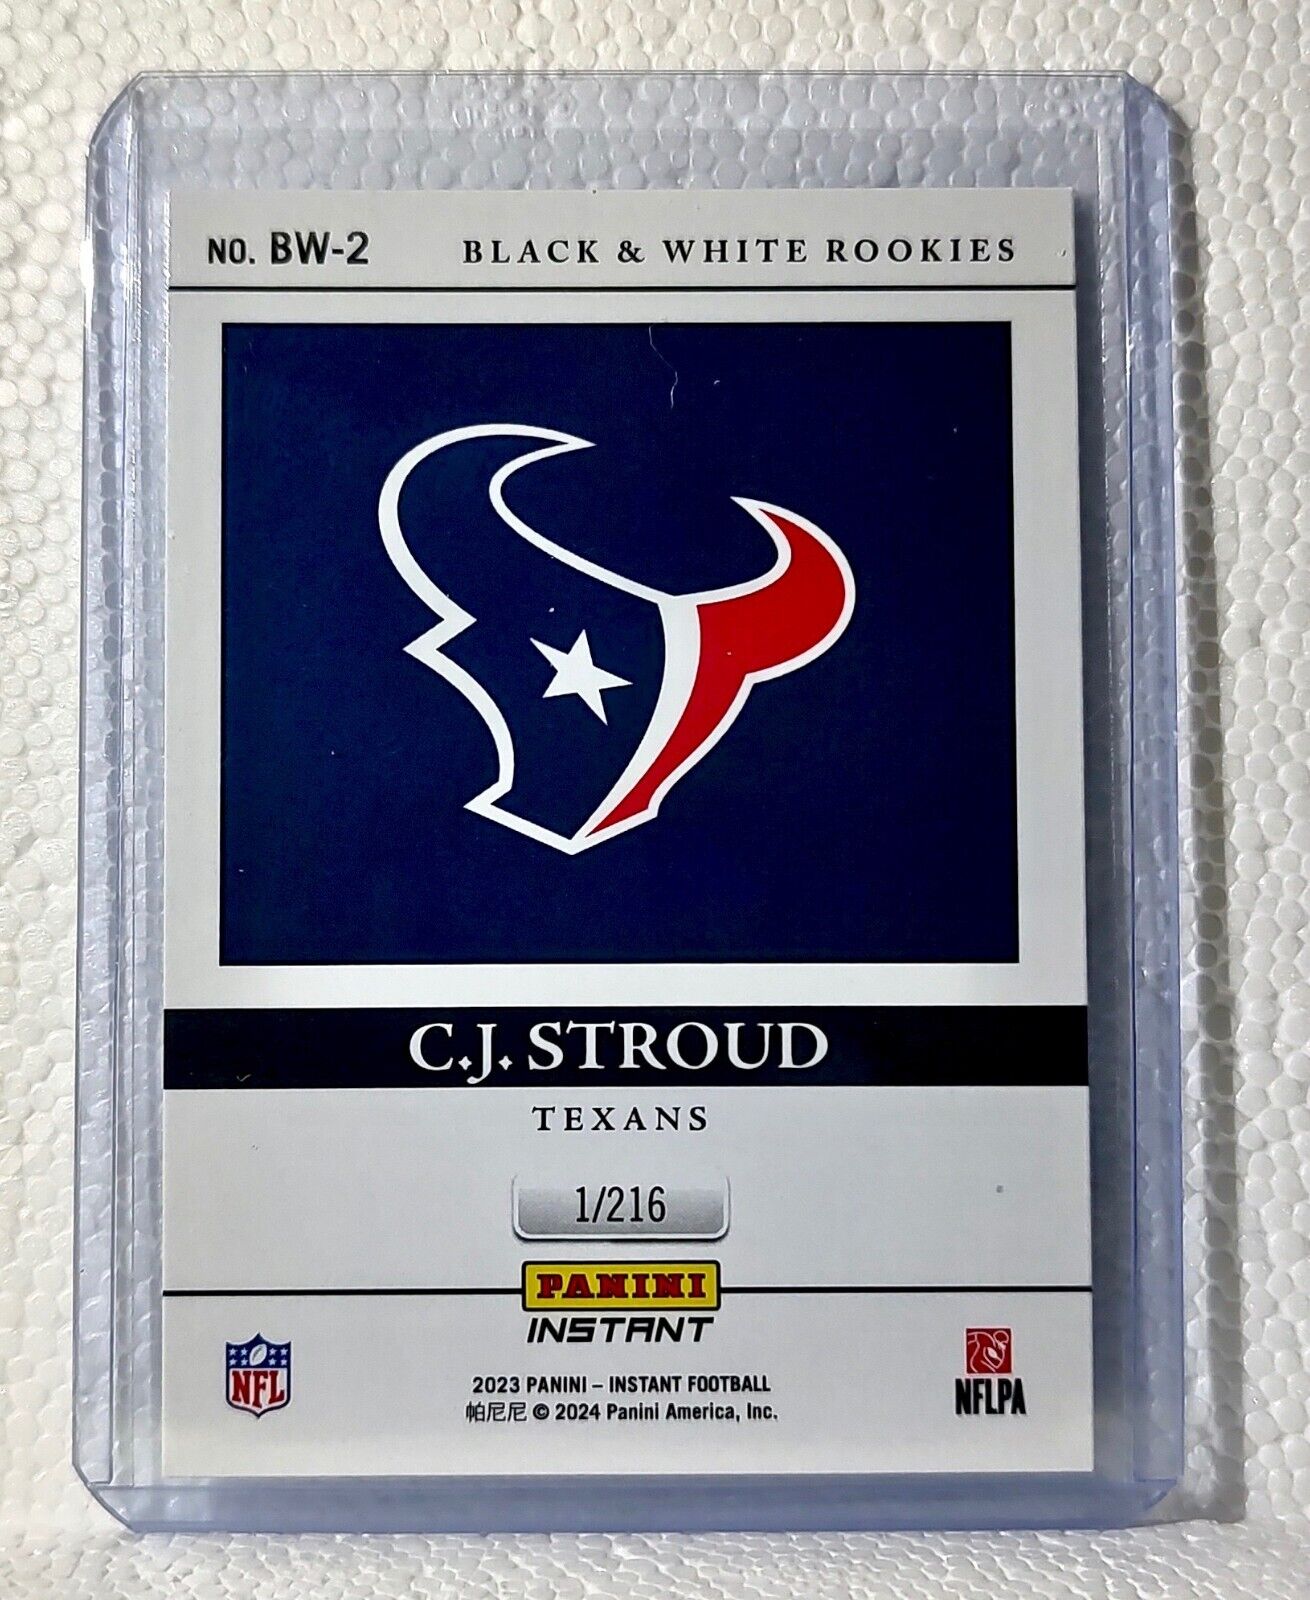 NO. BW-2 BLACK & WHITE ROOKIES
C.J. STROUD
TEXANS
1/216
PANINI
INSTANT
NFL
NFLPA
2023 PANINI – INSTANT FOOTBALL
帕尼尼 © 2024 Panini America, Inc.